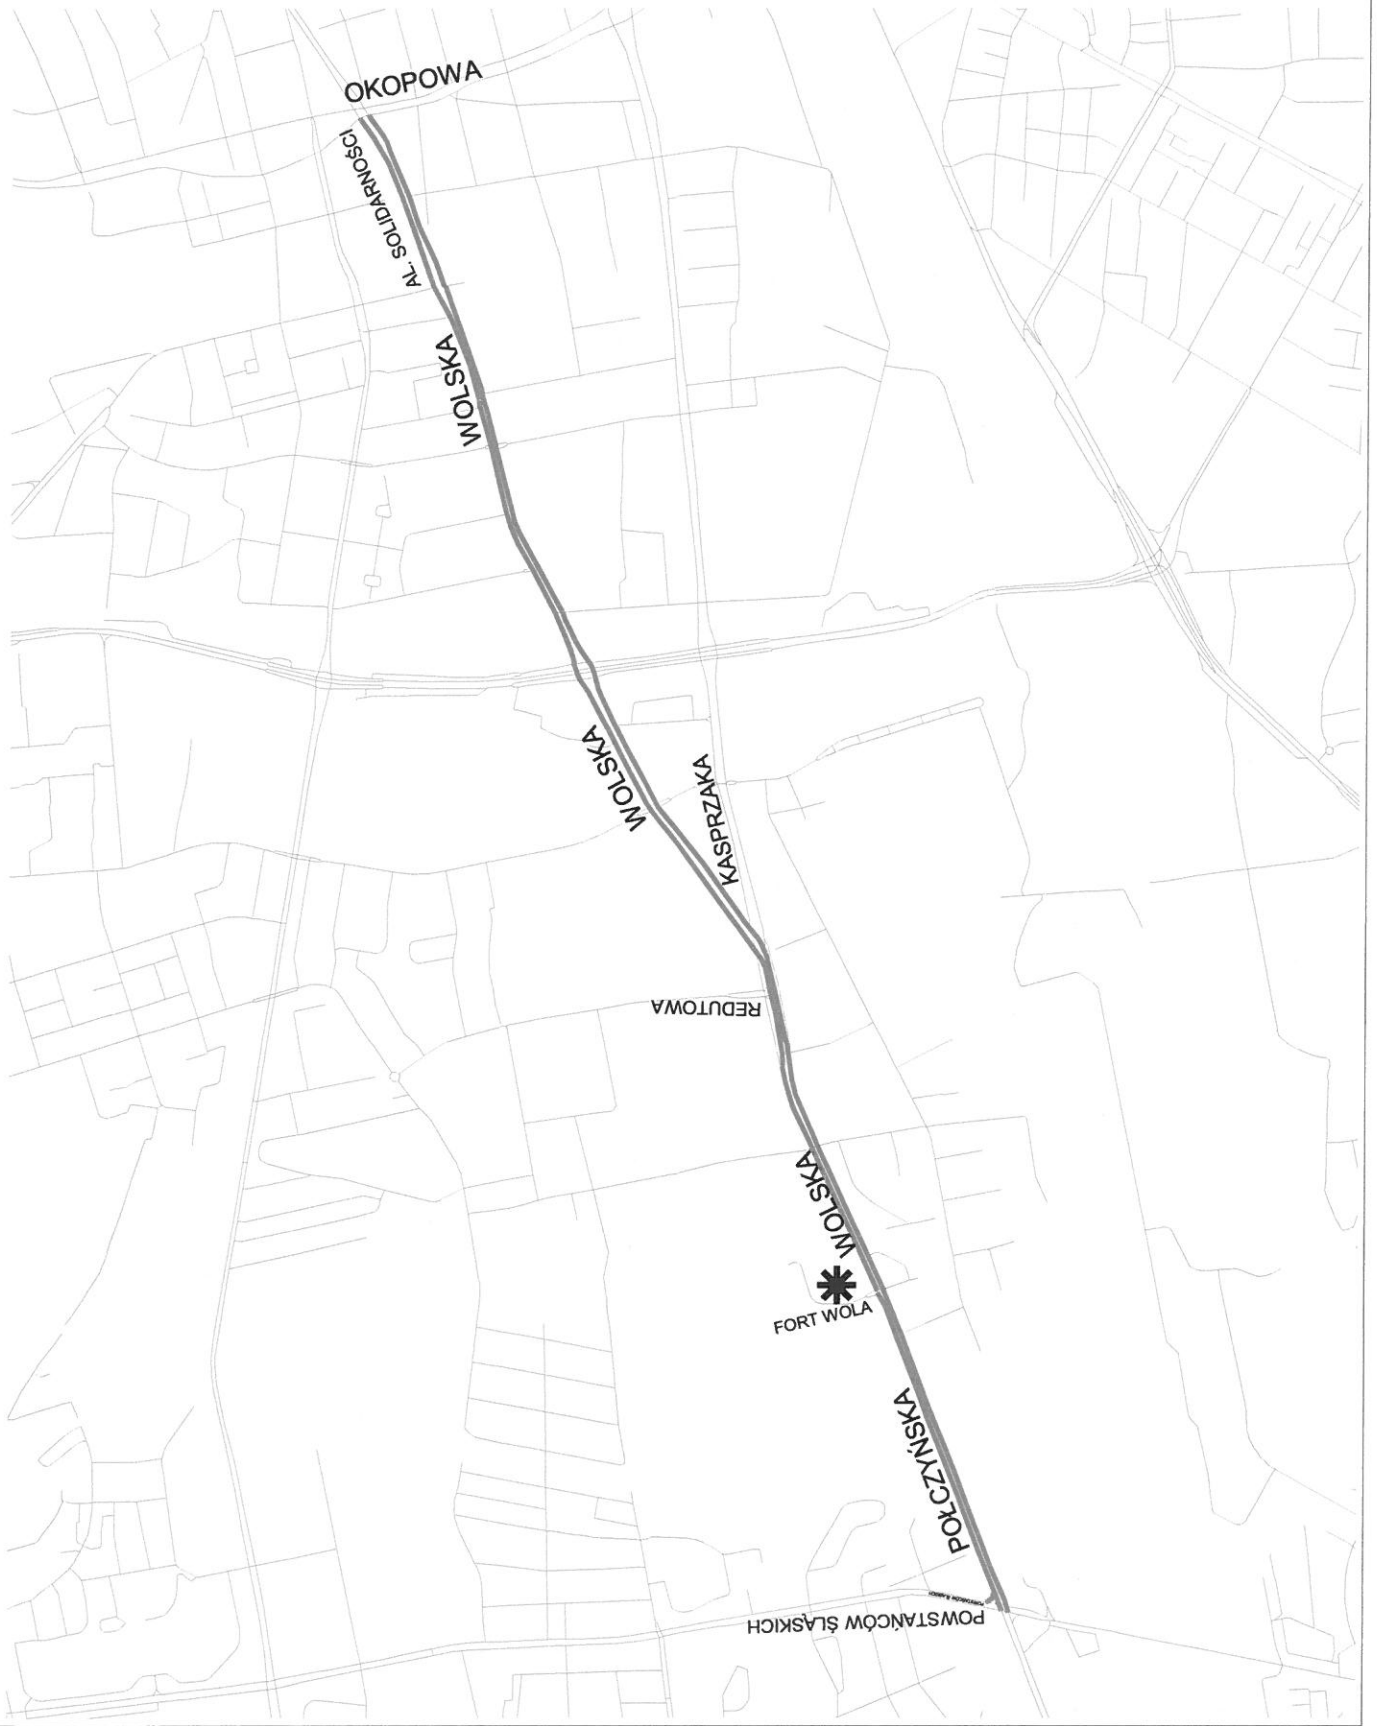 OKOPOWA
AL. SOLIDARNOŚCI
WOLSKA
WOLSKA
KASPRZAKA
REDUTOWA
WOLSKA
FORT WOLA
POŁCZYŃSKA
POWSTAŃCÓW ŚLĄSKICH